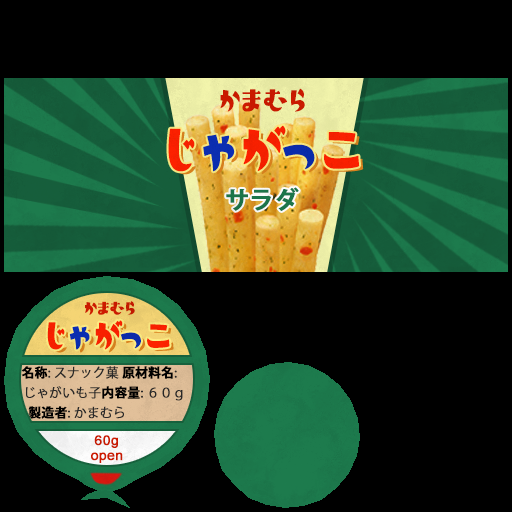 かまむら
じゃがっこ
サラダ
かまむら
じゃがっこ
名称: スナック菓 原材料名:
じゃがいも子内容量: ６０ｇ
製造者: かまむら
60g
open